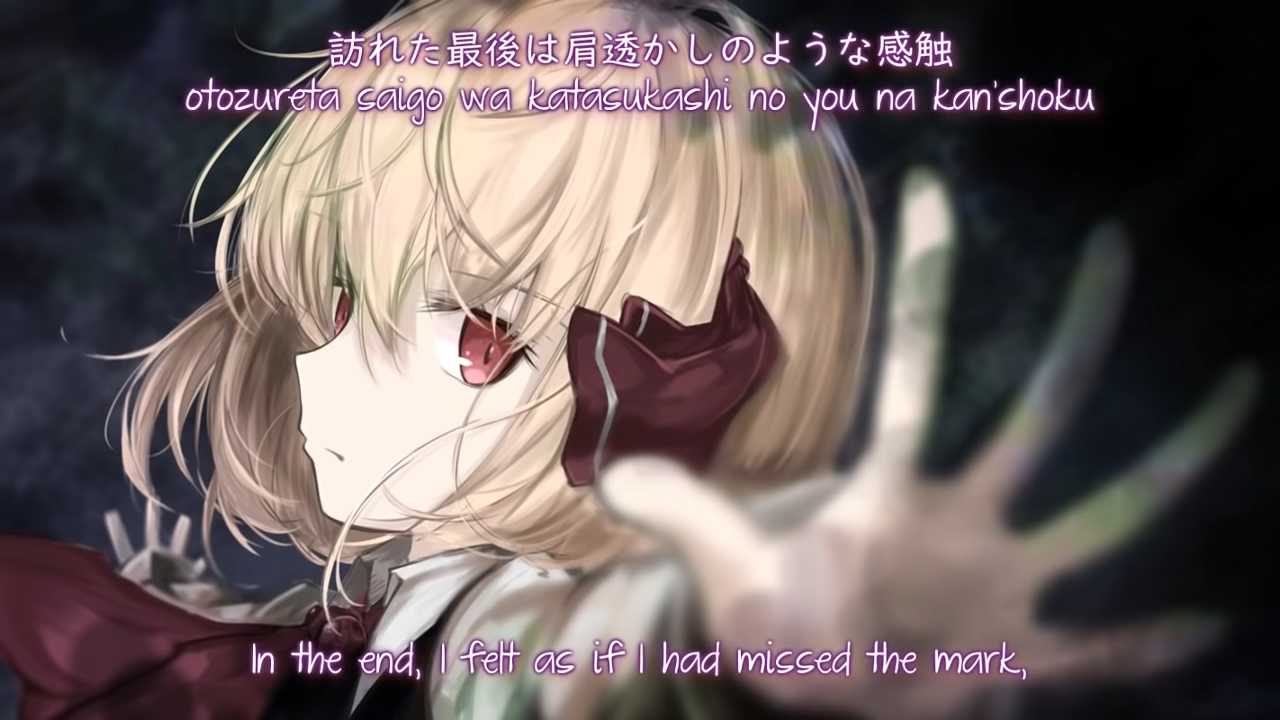 訪れた最後は肩透かしのような感触
otozureta saigo wa katasukashi no you na kan'shoku
In the end, I felt as if I had missed the mark,